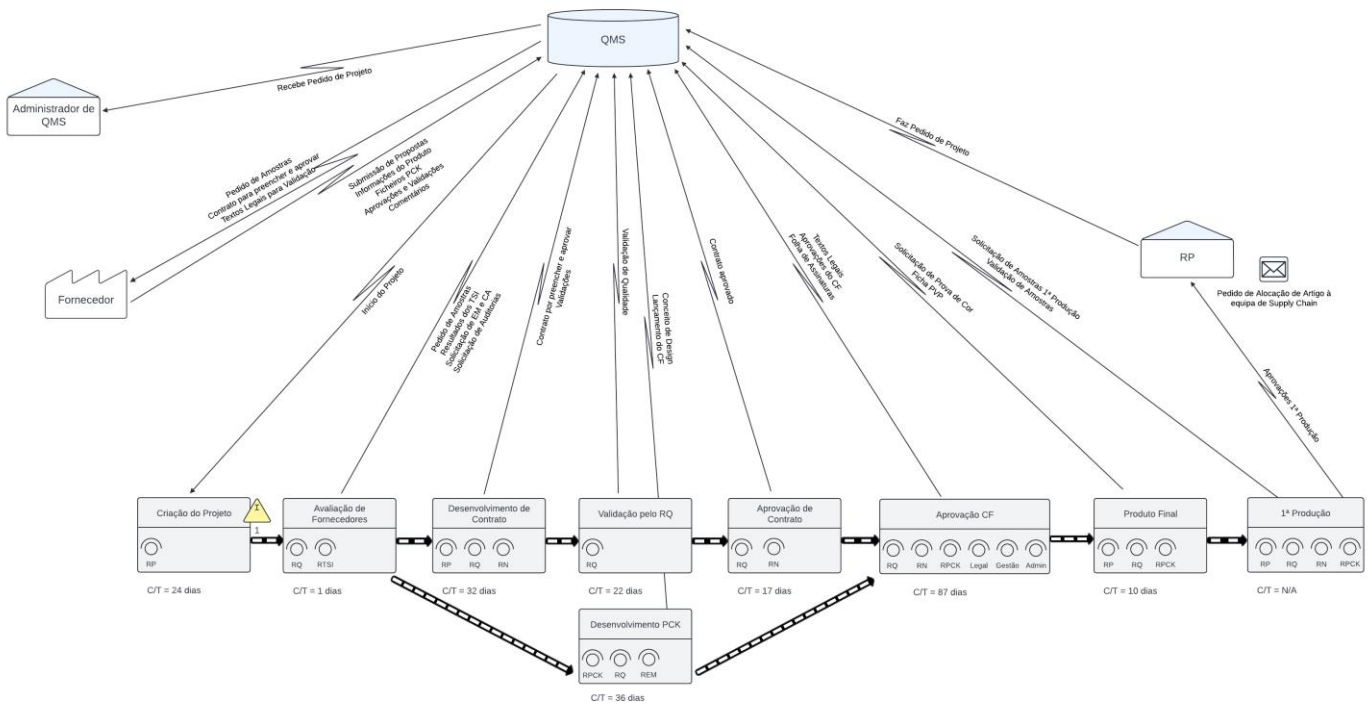 QMS
Recebe Pedido de Projeto
Administrador de
QMS
Pedido de Amostras
Contrato para preencher e aprovar
Textos Legais para Validação
Submissão de Propostas
Informações do Produto
Ficheiros PCK
Aprovações e Validações
Comentários
Fornecedor
Início do Projeto
Pedido de Amostras
Resultados dos TSI
Solicitação de EM e CA
Solicitação de Auditorias
Contrato por preencher e aprovar
Validações
Validação de Qualidade
Conceito de Design
Lançamento do CF
Contrato aprovado
Textos Legais
Aprovações do CF
Folha de Assinaturas
Solicitação de Prova de Cor
Ficha PVP
Solicitação de Amostras 1ª Produção
Validação de Amostras
Faz Pedido de Projeto
RP
Pedido de Alocação de Artigo à
equipa de Supply Chain
Aprovações 1ª Produção
Criação do Projeto
RP
C/T = 24 dias
I
1
Avaliação de
Fornecedores
RQ RTSI
C/T = 1 dias
Desenvolvimento de
Contrato
RP RQ RN
C/T = 32 dias
Validação pelo RQ
RQ
C/T = 22 dias
Aprovação de
Contrato
RQ RN
C/T = 17 dias
Aprovação CF
RQ RN RPCK Legal Gestão Admin
C/T = 87 dias
Produto Final
RP RQ RPCK
C/T = 10 dias
1ª Produção
RP RQ RN RPCK
C/T = N/A
Desenvolvimento PCK
RPCK RQ REM
C/T = 36 dias